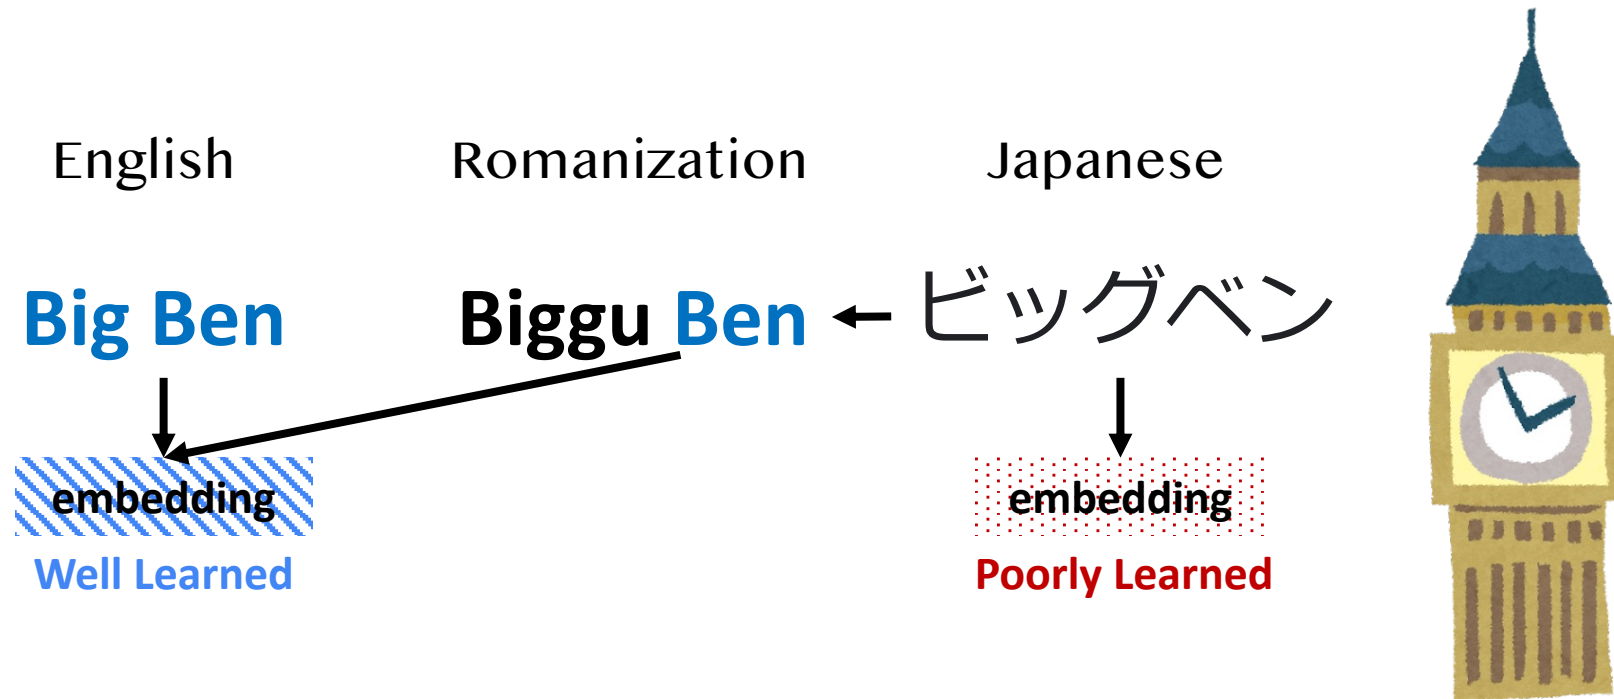 English Romanization Japanese
Big Ben Biggu Ben ビッグベン
embedding embedding
Well Learned Poorly Learned